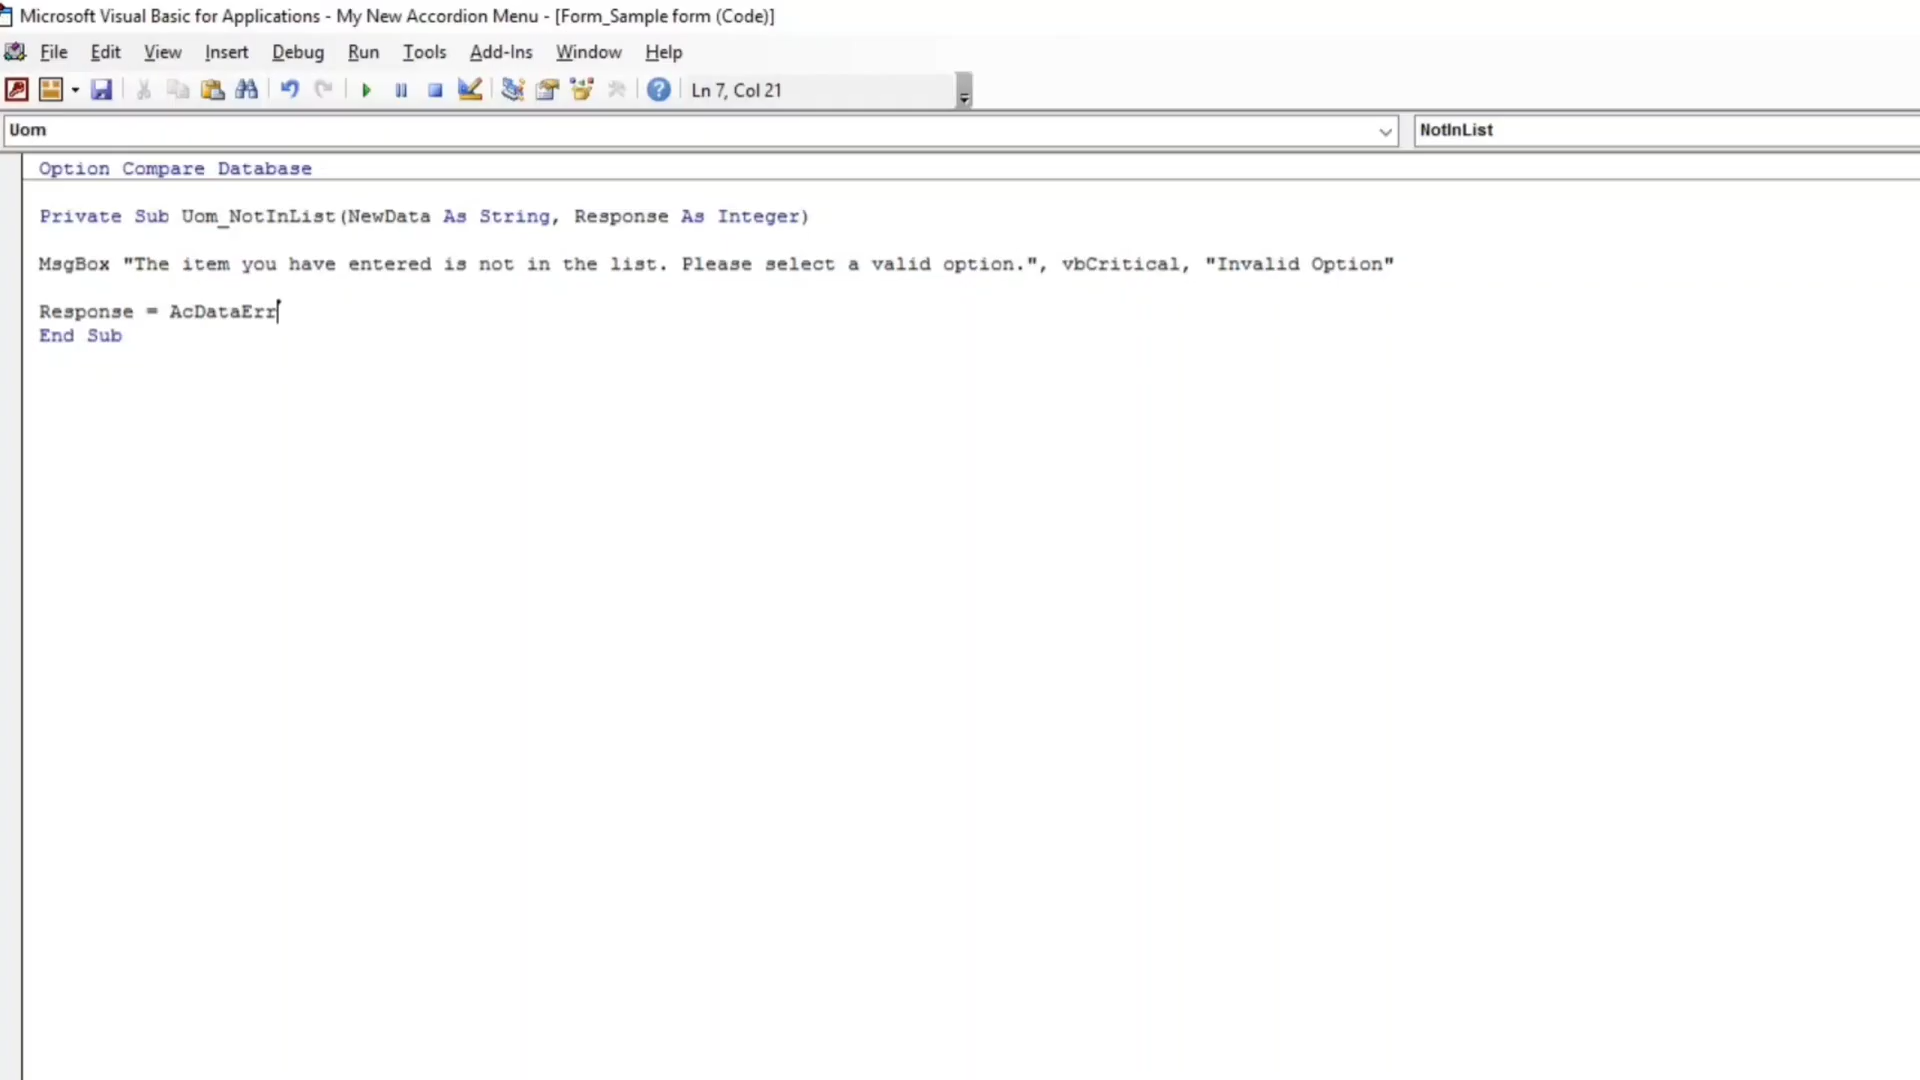 Microsoft Visual Basic for Applications - My New Accordion Menu - [Form_Sample form (Code)]
File Edit View Insert Debug Run Tools Add-Ins Window Help
Ln 7, Col 21
Uom NotInList
Option Compare Database
Private Sub Uom_NotInList(NewData As String, Response As Integer)
MsgBox "The item you have entered is not in the list. Please select a valid option.", vbCritical, "Invalid Option"
Response = AcDataErr
End Sub